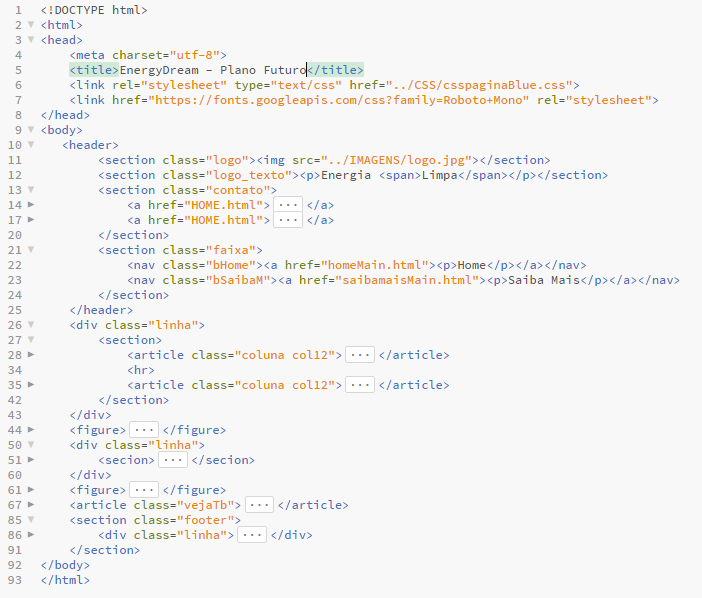 1 <!DOCTYPE html>
2 <html>
3 <head>
4 <meta charset="utf-8">
5 <title>EnergyDream – Plano Futuro</title>
6 <link rel="stylesheet" type="text/css" href="../CSS/csspaginaBlue.css">
7 <link href="https://fonts.googleapis.com/css?family=Roboto+Mono" rel="stylesheet">
8 </head>
9 <body>
10 <header>
11 <section class="logo"><img src="../IMAGENS/logo.jpg"></section>
12 <section class="logo_texto"><p>Energia <span>Limpa</span></p></section>
13 <section class="contato">
14 <a href="HOME.html">...</a>
17 <a href="HOME.html">...</a>
20 </section>
21 <section class="faixa">
22 <nav class="bHome"><a href="homeMain.html"><p>Home</p></a></nav>
23 <nav class="bSaibaM"><a href="saibamaisMain.html"><p>Saiba Mais</p></a></nav>
24 </section>
25 </header>
26 <div class="linha">
27 <section>
28 <article class="coluna col12">...</article>
34 <hr>
35 <article class="coluna col12">...</article>
42 </section>
43 </div>
44 <figure>...</figure>
50 <div class="linha">
51 <secion>...</secion>
60 </div>
61 <figure>...</figure>
67 <article class="vejaTb">...</article>
85 <section class="footer">
86 <div class="linha">...</div>
91 </section>
92 </body>
93 </html>